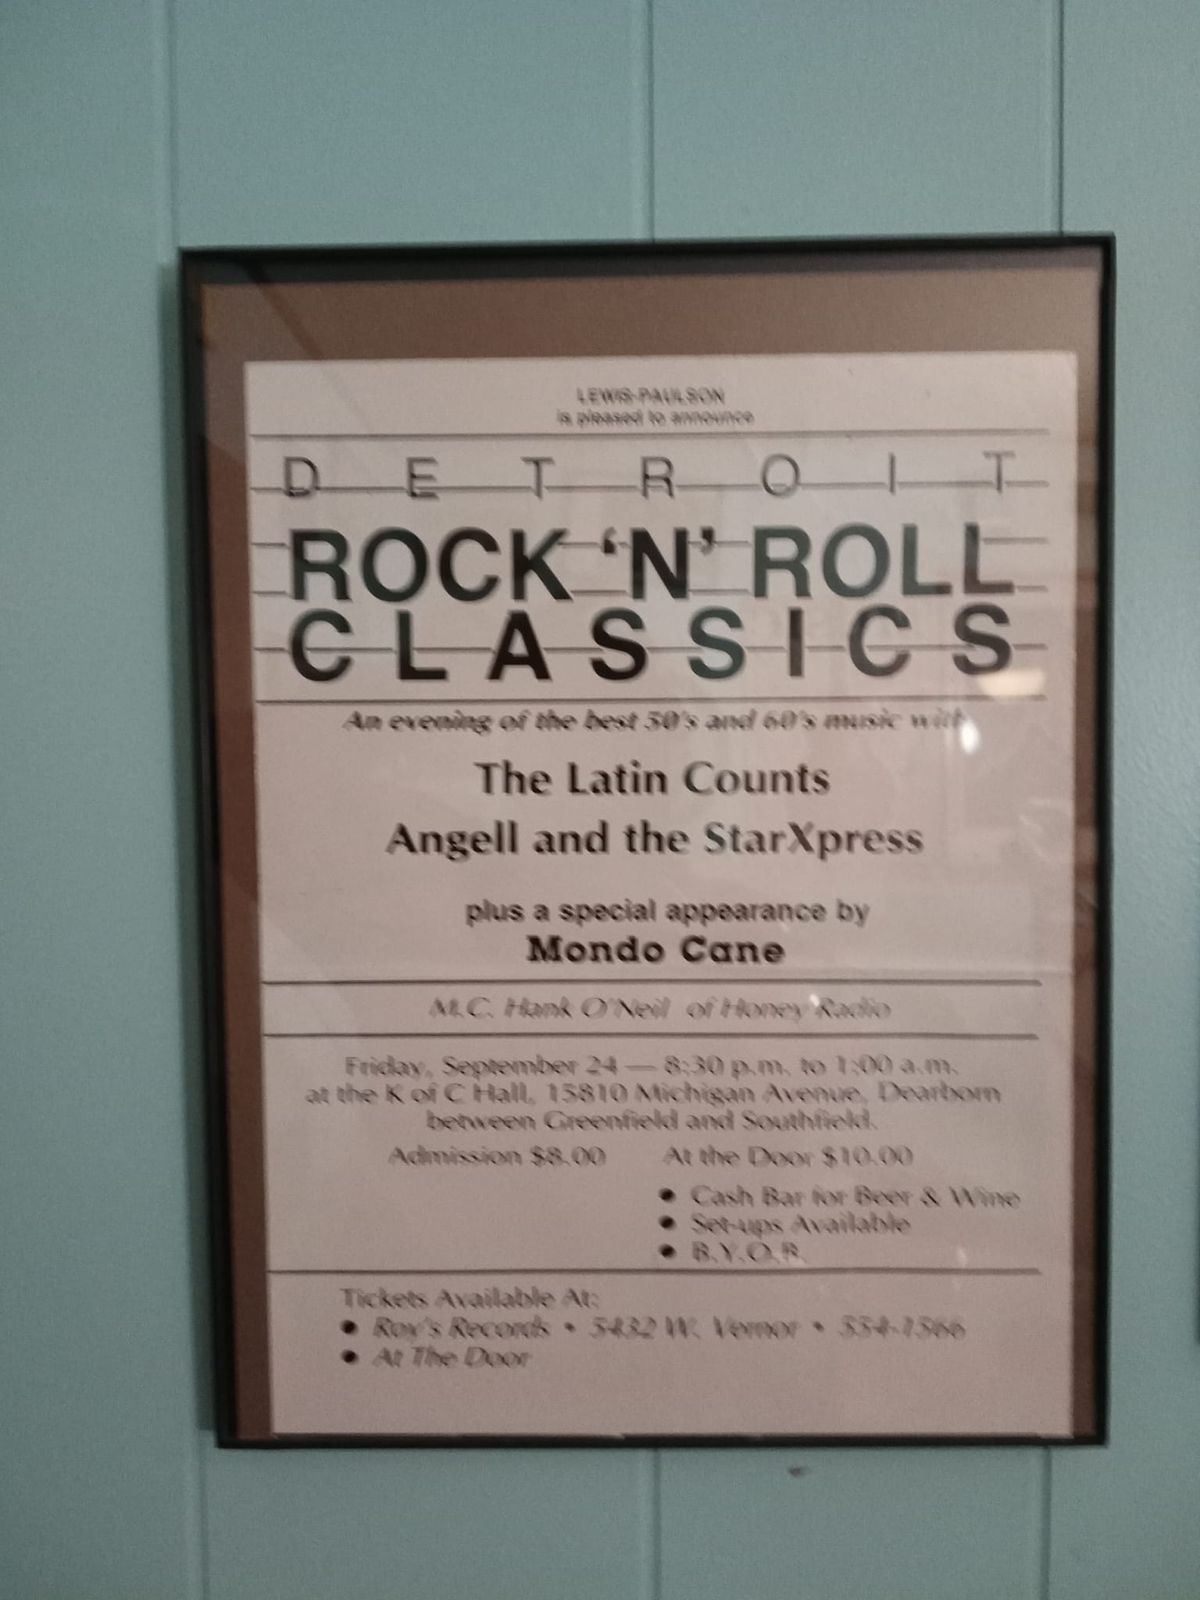 LEWIS-PAULSON
is pleased to announce
DETROIT
ROCK 'N' ROLL
CLASSICS
An evening of the best 50's and 60's music with
The Latin Counts
Angell and the StarXpress
plus a special appearance by
Mondo Cane
M.C. Hank O'Neil of Honey Radio
Friday, September 24 — 8:30 p.m. to 1:00 a.m.
at the K of C Hall, 15810 Michigan Avenue, Dearborn
between Greenfield and Southfield.
Admission $8.00 At the Door $10.00
• Cash Bar for Beer & Wine
• Set-ups Available
• B.Y.O.B.
Tickets Available At:
• Roy's Records • 5432 W. Vernor • 554-1566
• At The Door